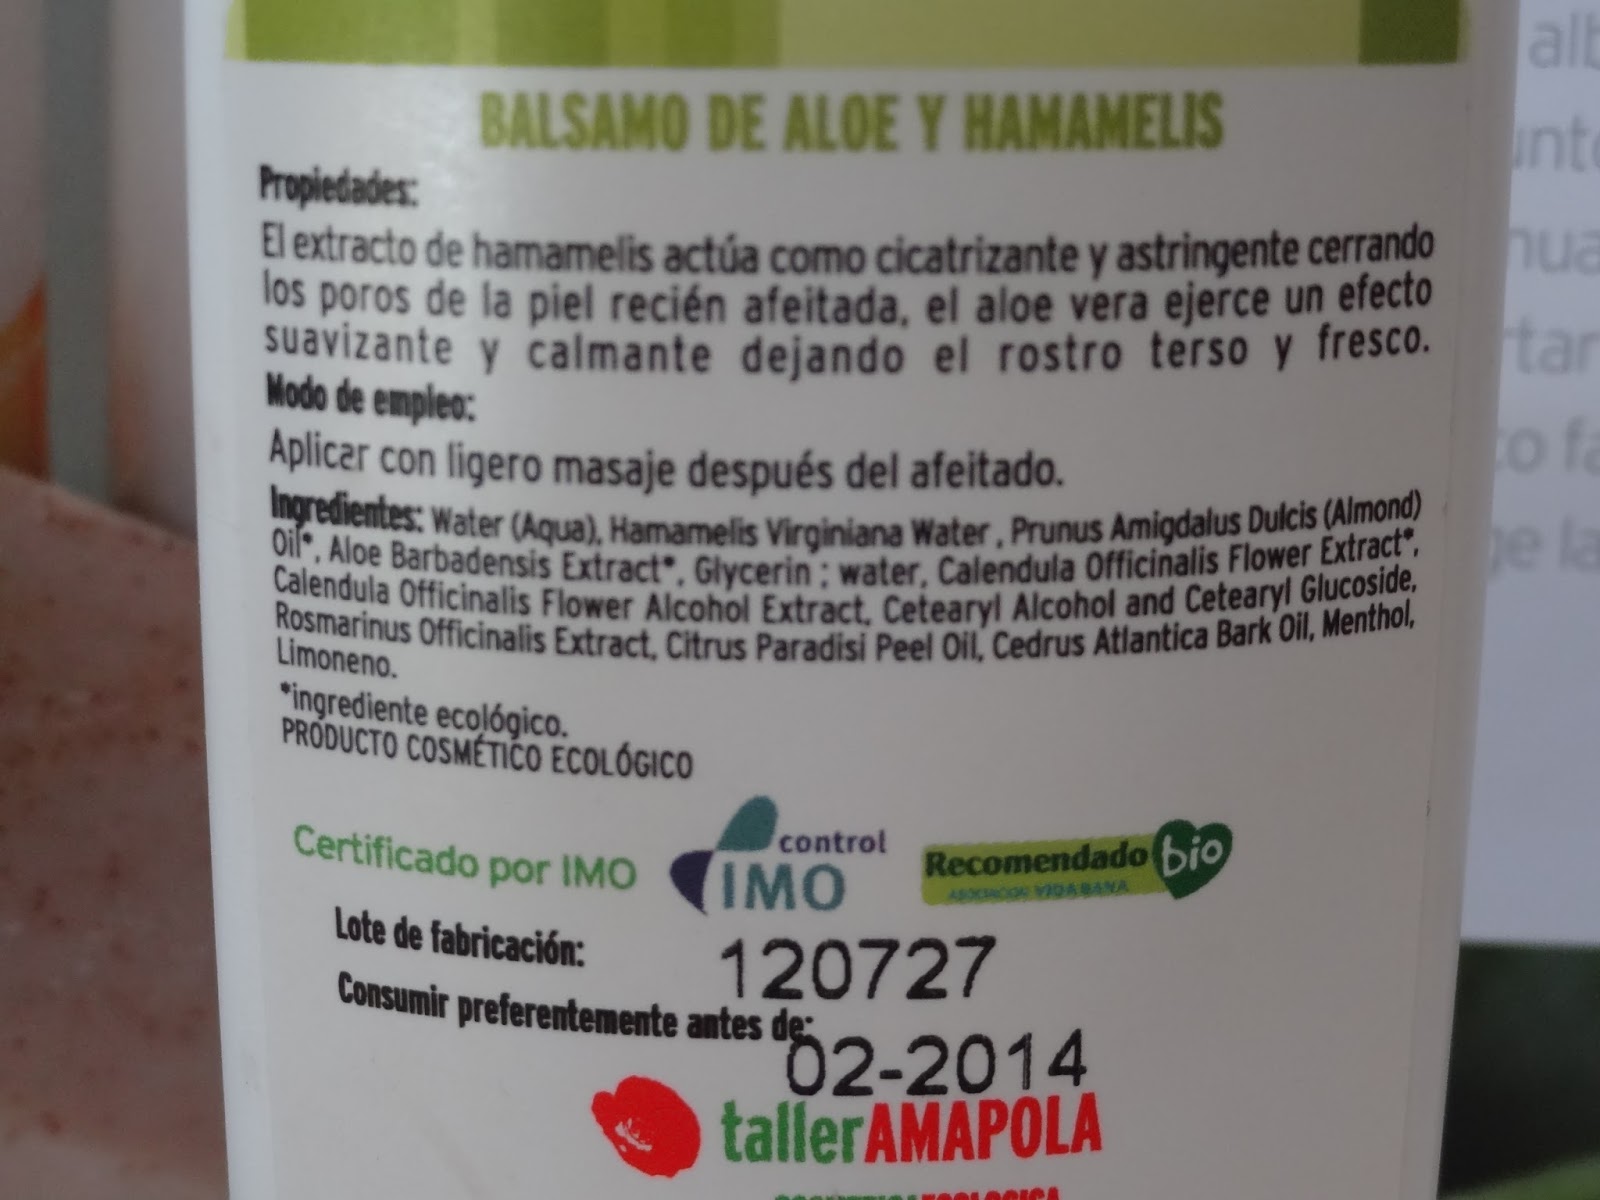 BALSAMO DE ALOE Y HAMAMELIS
Propiedades:
El extracto de hamamelis actúa como cicatrizante y astringente cerrando
los poros de la piel recién afeitada, el aloe vera ejerce un efecto
suavizante y calmante dejando el rostro terso y fresco.
Modo de empleo:
Aplicar con ligero masaje después del afeitado.
Ingredientes: Water (Aqua), Hamamelis Virginiana Water , Prunus Amigdalus Dulcis (Almond)
Oil*, Aloe Barbadensis Extract*, Glycerin ; water, Calendula Officinalis Flower Extract*,
Calendula Officinalis Flower Alcohol Extract, Cetearyl Alcohol and Cetearyl Glucoside,
Rosmarinus Officinalis Extract, Citrus Paradisi Peel Oil, Cedrus Atlantica Bark Oil, Menthol,
Limoneno.
*ingrediente ecológico.
PRODUCTO COSMÉTICO ECOLÓGICO
Certificado por IMO
control
IMO
Recomendado bio
ASOCIACION VIDA SANA
Lote de fabricación: 120727
Consumir preferentemente antes de: 02-2014
tallerAMAPOLA